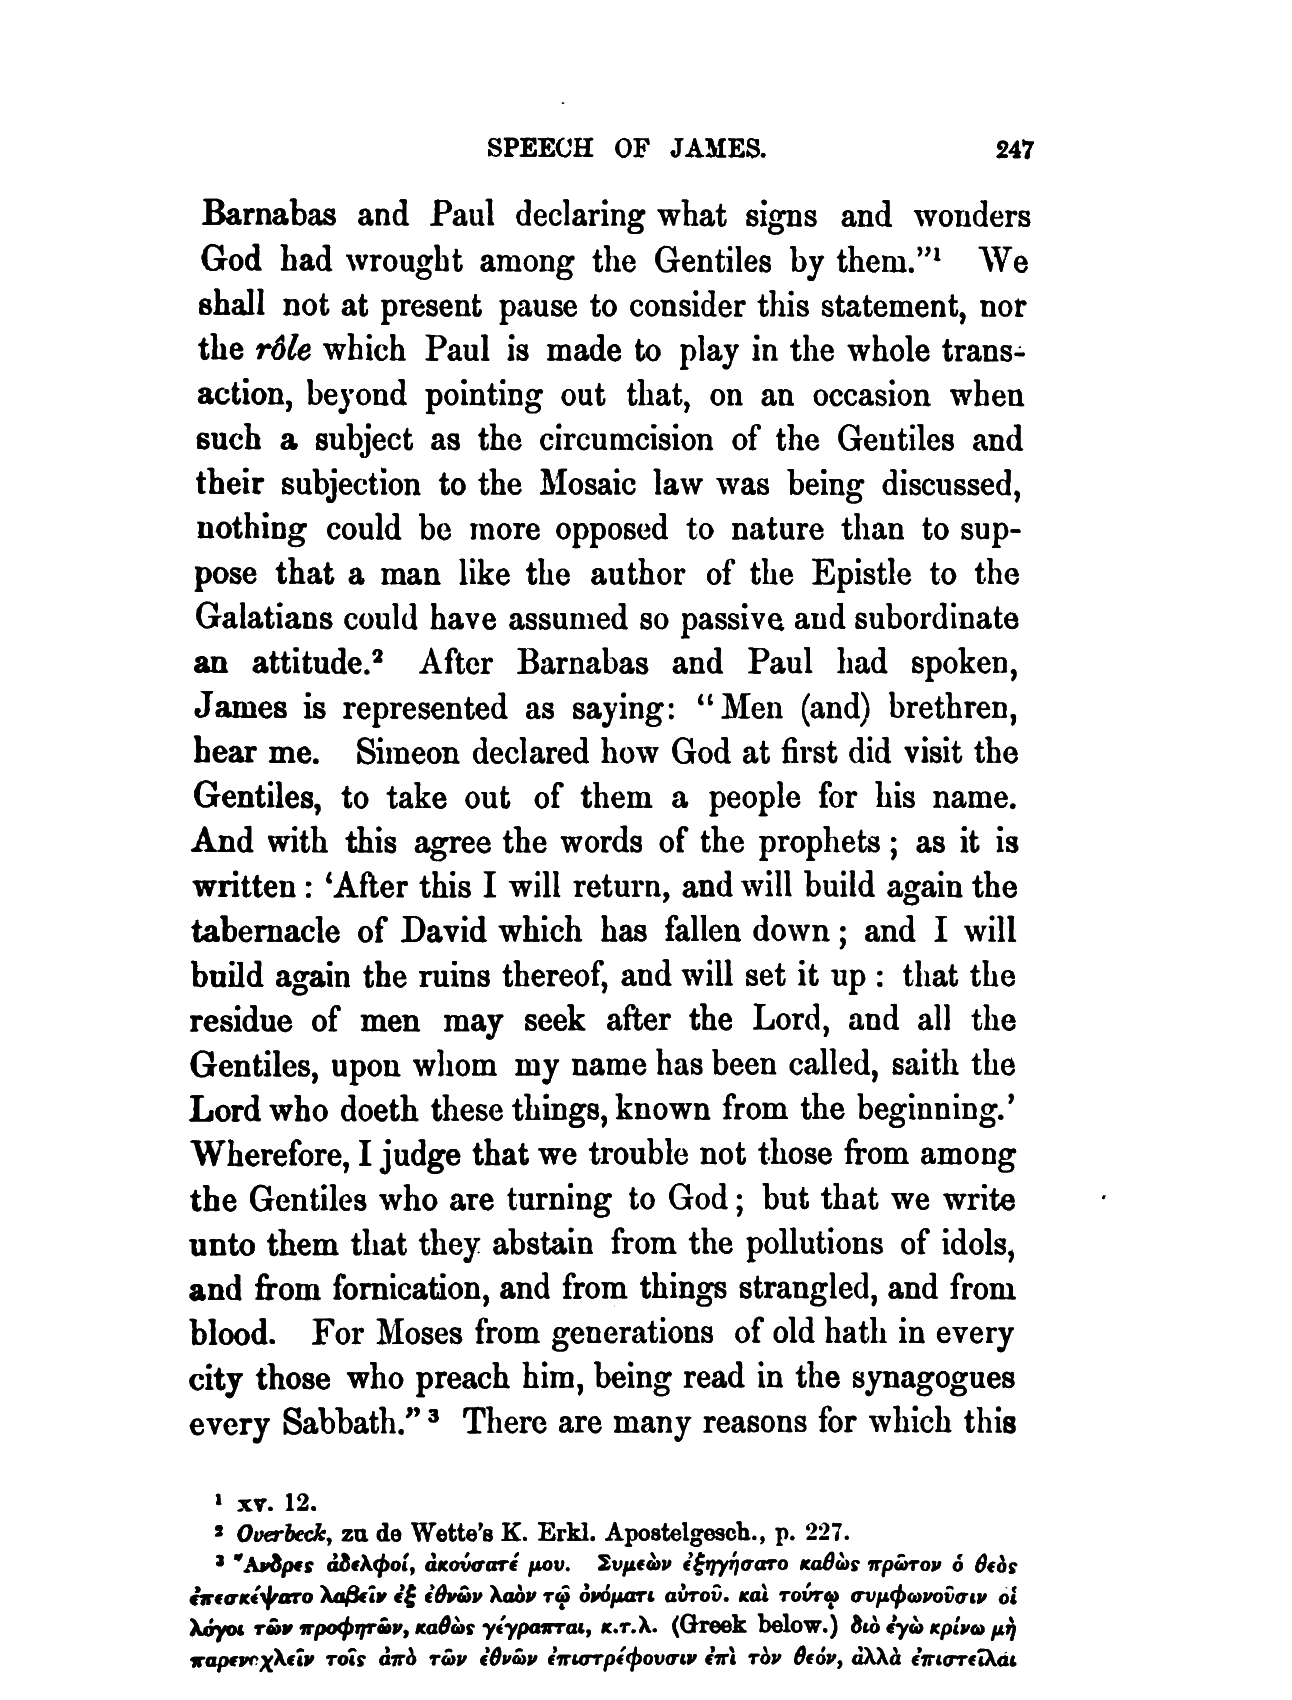 SPEECH OF JAMES. 247
Barnabas and Paul declaring what signs and wonders
God had wrought among the Gentiles by them."¹ We
shall not at present pause to consider this statement, nor
the rôle which Paul is made to play in the whole trans-
action, beyond pointing out that, on an occasion when
such a subject as the circumcision of the Gentiles and
their subjection to the Mosaic law was being discussed,
nothing could be more opposed to nature than to sup-
pose that a man like the author of the Epistle to the
Galatians could have assumed so passive and subordinate
an attitude.² After Barnabas and Paul had spoken,
James is represented as saying: "Men (and) brethren,
hear me. Simeon declared how God at first did visit the
Gentiles, to take out of them a people for his name.
And with this agree the words of the prophets; as it is
written: 'After this I will return, and will build again the
tabernacle of David which has fallen down; and I will
build again the ruins thereof, and will set it up: that the
residue of men may seek after the Lord, and all the
Gentiles, upon whom my name has been called, saith the
Lord who doeth these things, known from the beginning.'
Wherefore, I judge that we trouble not those from among
the Gentiles who are turning to God; but that we write
unto them that they abstain from the pollutions of idols,
and from fornication, and from things strangled, and from
blood. For Moses from generations of old hath in every
city those who preach him, being read in the synagogues
every Sabbath."³ There are many reasons for which this
¹ xv. 12.
² Overbeck, zu de Wette's K. Erkl. Apostelgesch., p. 227.
³ Ἄνδρες ἀδελφοί, ἀκούσατέ μου. Συμεὼν ἐξηγήσατο καθὼς πρῶτον ὁ θεὸς
ἐπεσκέψατο λαβεῖν ἐξ ἐθνῶν λαὸν τῷ ὀνόματι αὐτοῦ. καὶ τούτῳ συμφωνοῦσιν οἱ
λόγοι τῶν προφητῶν, καθὼς γέγραπται, κ.τ.λ. (Greek below.) διὸ ἐγὼ κρίνω μὴ
παρενοχλεῖν τοῖς ἀπὸ τῶν ἐθνῶν ἐπιστρέφουσιν ἐπὶ τὸν θεόν, ἀλλὰ ἐπιστεῖλαι